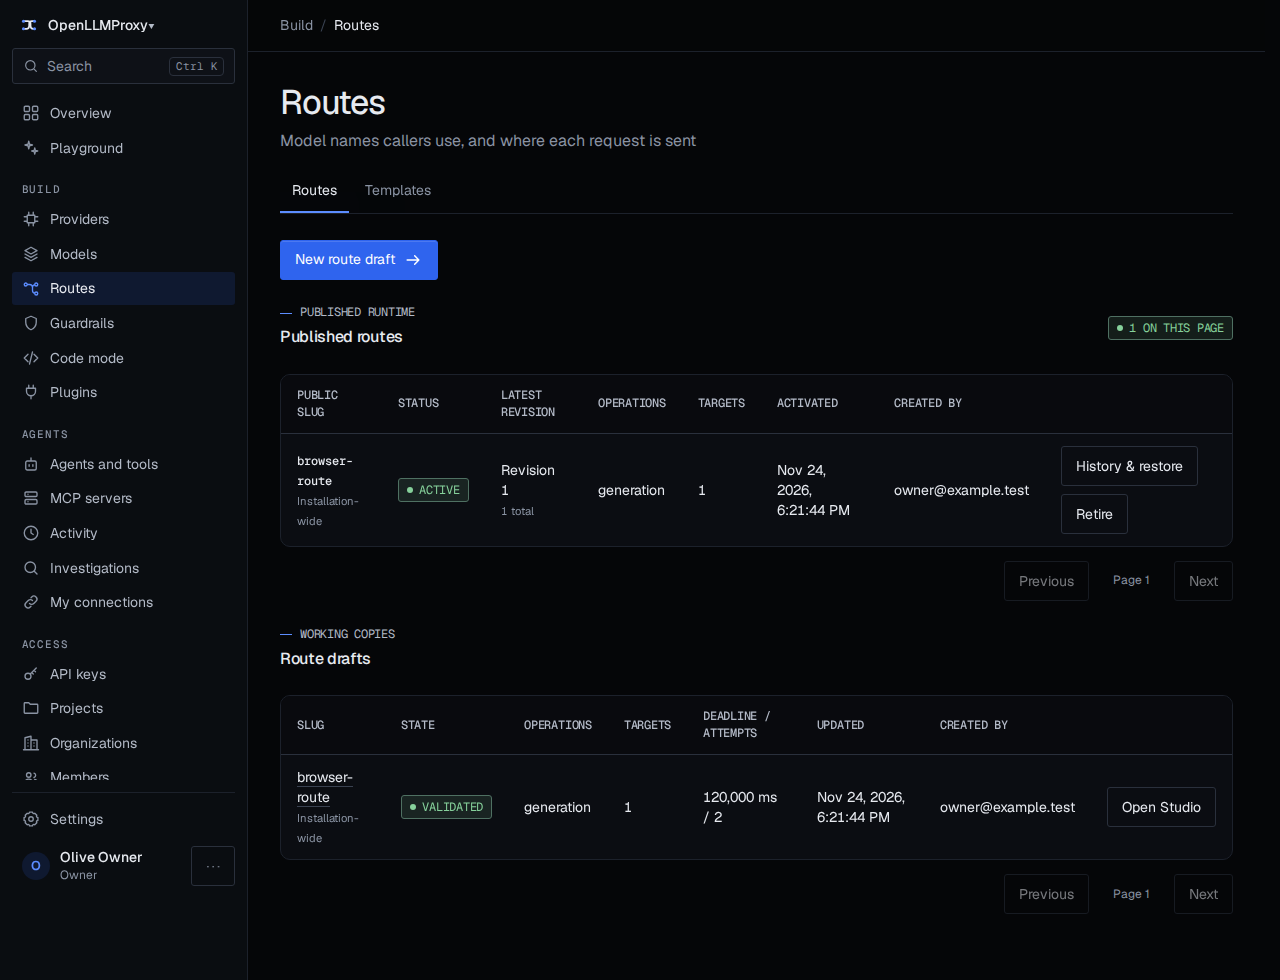 OpenLLMProxy▾
Search Ctrl K
Overview
Playground
BUILD
Providers
Models
Routes
Guardrails
Code mode
Plugins
AGENTS
Agents and tools
MCP servers
Activity
Investigations
My connections
ACCESS
API keys
Projects
Organizations
Members
Settings
O Olive Owner
Owner
...
Build / Routes
Routes
Model names callers use, and where each request is sent
Routes Templates
New route draft →
— PUBLISHED RUNTIME
Published routes
1 ON THIS PAGE
PUBLIC SLUG STATUS LATEST REVISION OPERATIONS TARGETS ACTIVATED CREATED BY
browser-
route
Installation-
wide
ACTIVE
Revision
1
1 total
generation
1
Nov 24,
2026,
6:21:44 PM
owner@example.test
History & restore
Retire
Previous Page 1 Next
— WORKING COPIES
Route drafts
SLUG STATE OPERATIONS TARGETS DEADLINE / ATTEMPTS UPDATED CREATED BY
browser-
route
Installation-
wide
VALIDATED
generation
1
120,000 ms
/ 2
Nov 24, 2026,
6:21:44 PM
owner@example.test
Open Studio
Previous Page 1 Next